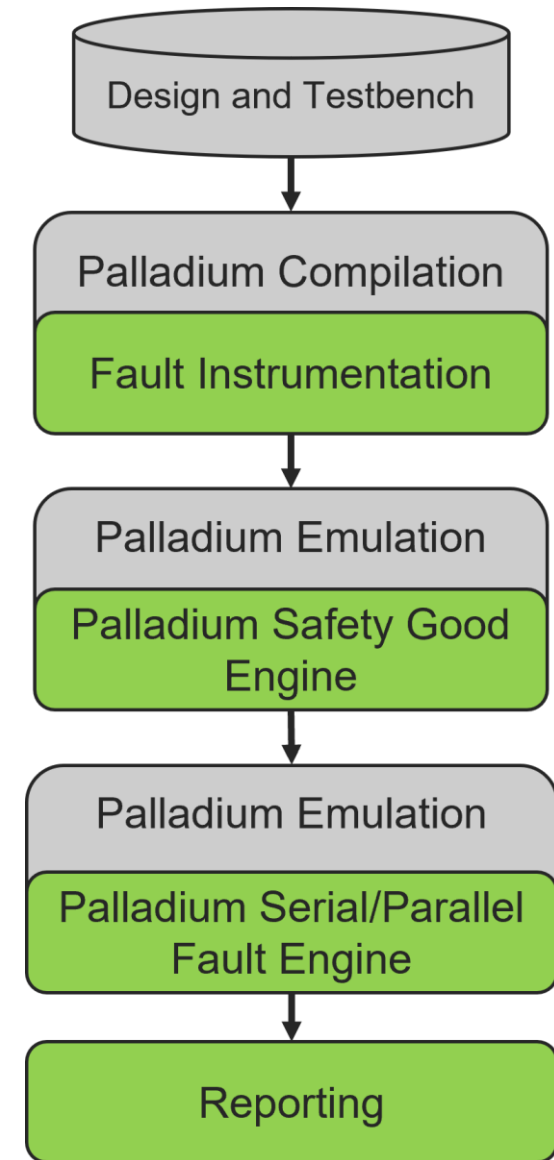 Design and Testbench
Palladium Compilation
Fault Instrumentation
Palladium Emulation
Palladium Safety Good
Engine
Palladium Emulation
Palladium Serial/Parallel
Fault Engine
Reporting